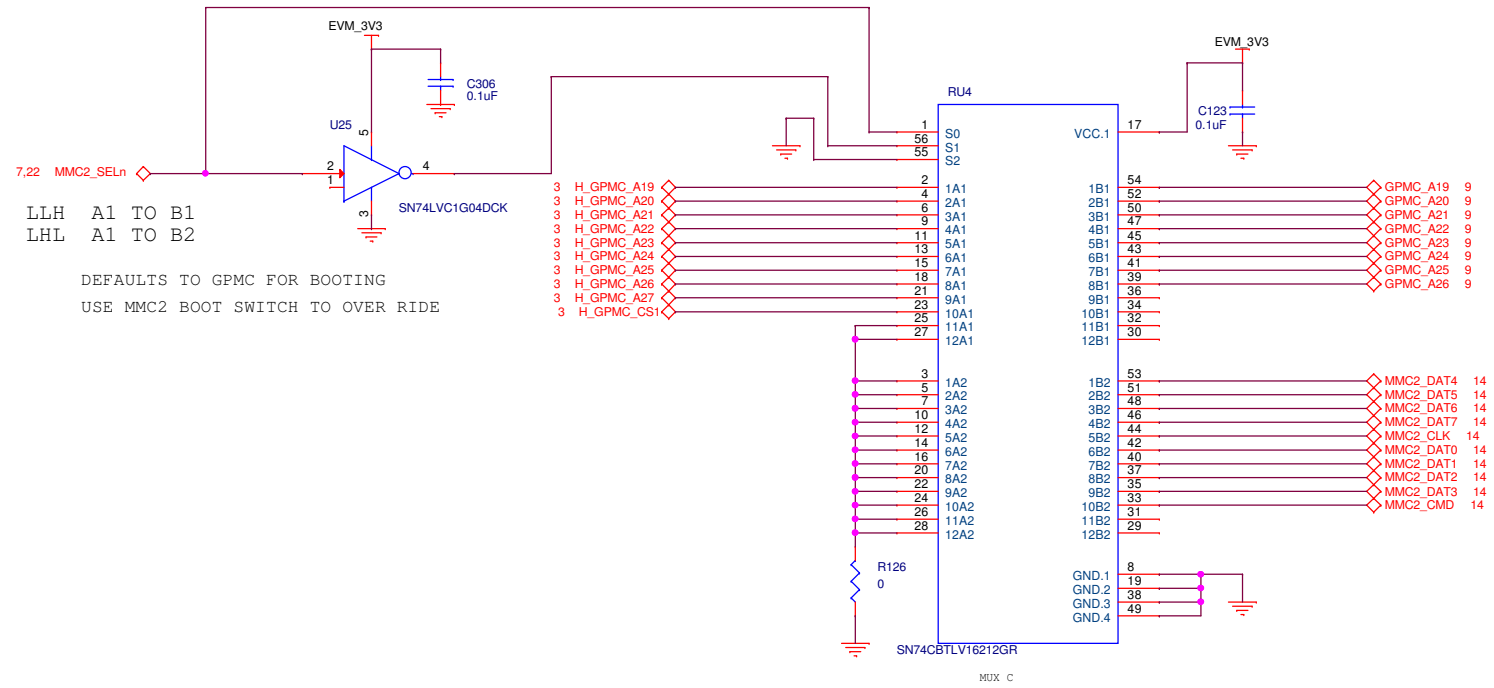 EVM_3V3
C306
0.1uF
U25
5
7,22 MMC2_SELn
2
1
4
3
SN74LVC1G04DCK
LLH A1 TO B1
LHL A1 TO B2
DEFAULTS TO GPMC FOR BOOTING
USE MMC2 BOOT SWITCH TO OVER RIDE
EVM_3V3
C123
0.1uF
RU4
1 S0
56 S1
55 S2
VCC.1 17
3 H_GPMC_A19 2 1A1
3 H_GPMC_A20 4 2A1
3 H_GPMC_A21 6 3A1
3 H_GPMC_A22 9 4A1
3 H_GPMC_A23 11 5A1
3 H_GPMC_A24 13 6A1
3 H_GPMC_A25 15 7A1
3 H_GPMC_A26 18 8A1
3 H_GPMC_A27 21 9A1
3 H_GPMC_CS1 23 10A1
25 11A1
27 12A1
1B1 54 GPMC_A19 9
2B1 52 GPMC_A20 9
3B1 50 GPMC_A21 9
4B1 47 GPMC_A22 9
5B1 45 GPMC_A23 9
6B1 43 GPMC_A24 9
7B1 41 GPMC_A25 9
8B1 39 GPMC_A26 9
9B1 36
10B1 34
11B1 32
12B1 30
3 1A2
5 2A2
7 3A2
10 4A2
12 5A2
14 6A2
16 7A2
20 8A2
22 9A2
24 10A2
26 11A2
28 12A2
1B2 53 MMC2_DAT4 14
2B2 51 MMC2_DAT5 14
3B2 48 MMC2_DAT6 14
4B2 46 MMC2_DAT7 14
5B2 44 MMC2_CLK 14
6B2 42 MMC2_DAT0 14
7B2 40 MMC2_DAT1 14
8B2 37 MMC2_DAT2 14
9B2 35 MMC2_DAT3 14
10B2 33 MMC2_CMD 14
11B2 31
12B2 29
R126
0
GND.1 8
GND.2 19
GND.3 38
GND.4 49
SN74CBTLV16212GR
MUX C